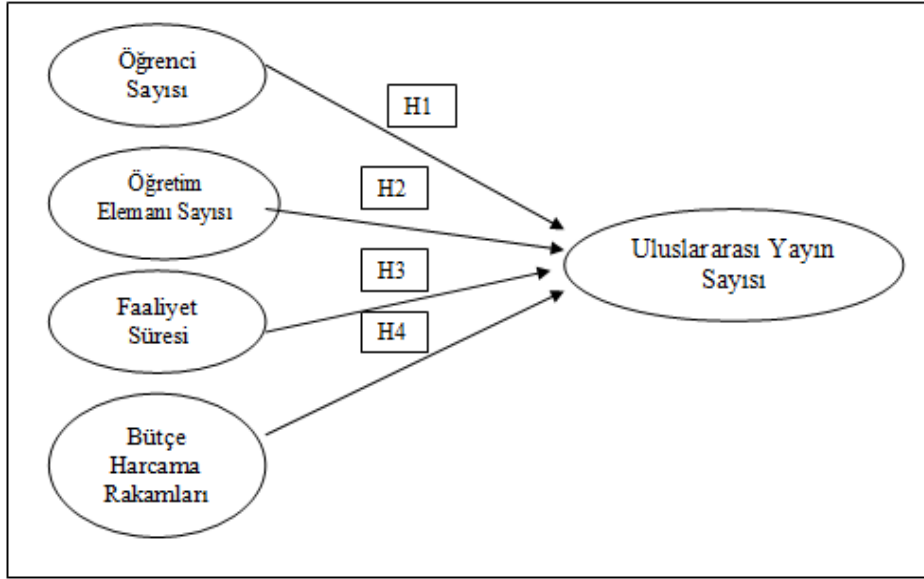 Öğrenci
Sayısı
H1
Öğretim
Elemanı Sayısı
H2
Uluslararası Yayın
Sayısı
H3
Faaliyet
Süresi
H4
Bütçe
Harcama
Rakamları